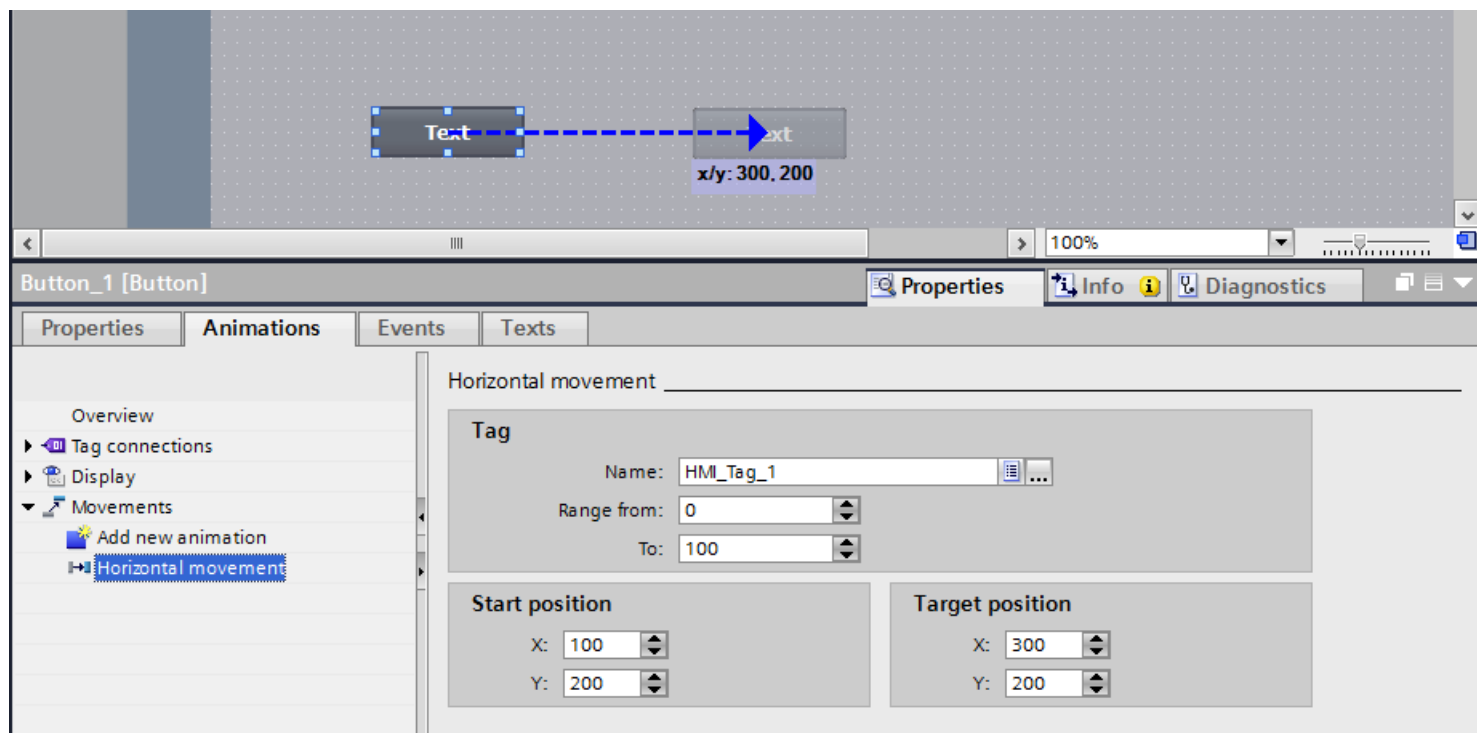 Text
ext
x/y: 300, 200
100%
Button_1 [Button]
Properties
Info
Diagnostics
Properties
Animations
Events
Texts
Horizontal movement
Overview
Tag connections
Display
Movements
Add new animation
Horizontal movement
Tag
Name: HMI_Tag_1
...
Range from: 0
To: 100
Start position
X: 100
Y: 200
Target position
X: 300
Y: 200